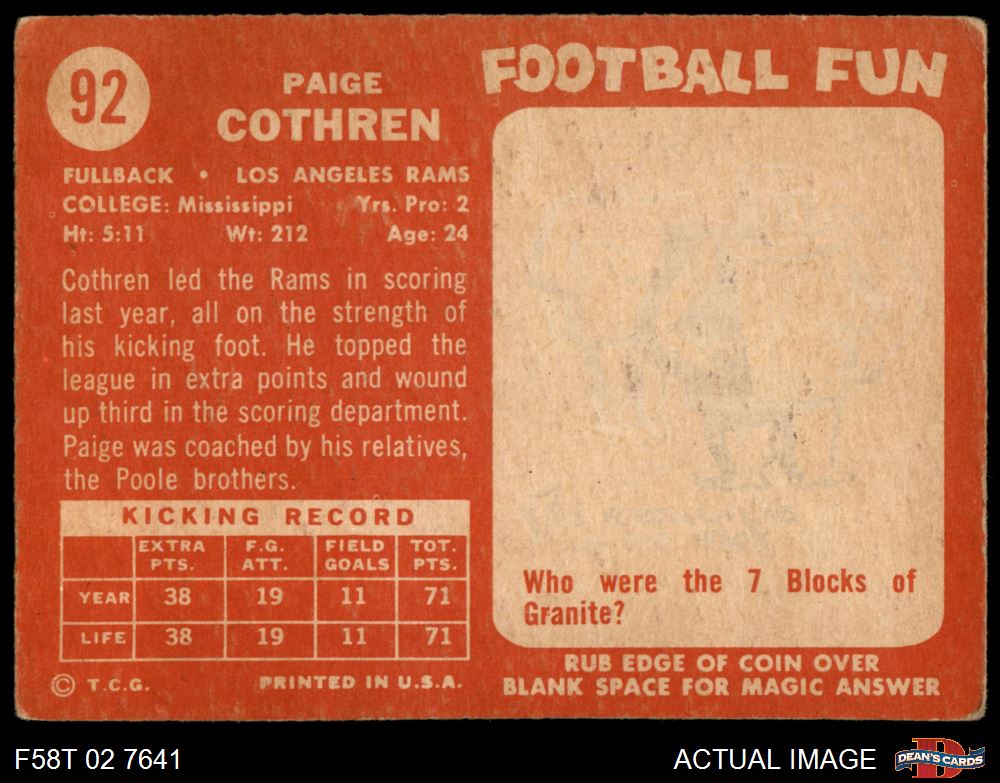 92
PAIGE
COTHREN
FULLBACK • LOS ANGELES RAMS
COLLEGE: Mississippi Yrs. Pro: 2
Ht: 5:11 Wt: 212 Age: 24
Cothren led the Rams in scoring
last year, all on the strength of
his kicking foot. He topped the
league in extra points and wound
up third in the scoring department.
Paige was coached by his relatives,
the Poole brothers.
KICKING RECORD
EXTRA PTS. F.G. ATT. FIELD GOALS TOT. PTS.
YEAR 38 19 11 71
LIFE 38 19 11 71
© T.C.G. PRINTED IN U.S.A.
FOOTBALL FUN
Who were the 7 Blocks of
Granite?
RUB EDGE OF COIN OVER
BLANK SPACE FOR MAGIC ANSWER
F58T 02 7641
ACTUAL IMAGE
DEAN'S CARDS